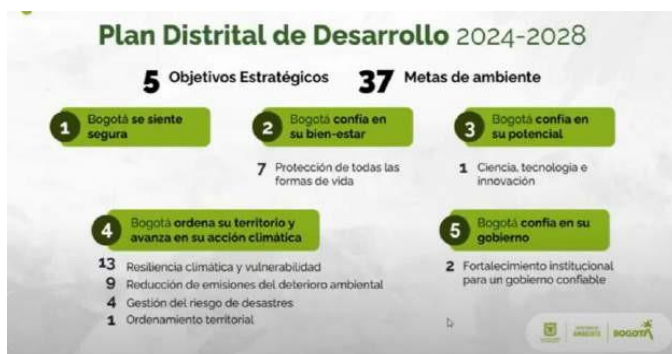 Plan Distrital de Desarrollo 2024-2028
5 Objetivos Estratégicos 37 Metas de ambiente
1 Bogotá se siente
segura
2 Bogotá confía en
su bien-estar
3 Bogotá confía en
su potencial
7 Protección de todas las
formas de vida
1 Ciencia, tecnología e
innovación
4 Bogotá ordena su territorio y
avanza en su acción climática
5 Bogotá confía en su
gobierno
13 Resiliencia climática y vulnerabilidad
9 Reducción de emisiones del deterioro ambiental
4 Gestión del riesgo de desastres
1 Ordenamiento territorial
2 Fortalecimiento institucional
para un gobierno confiable
AMBIENTE
BOGOTÁ